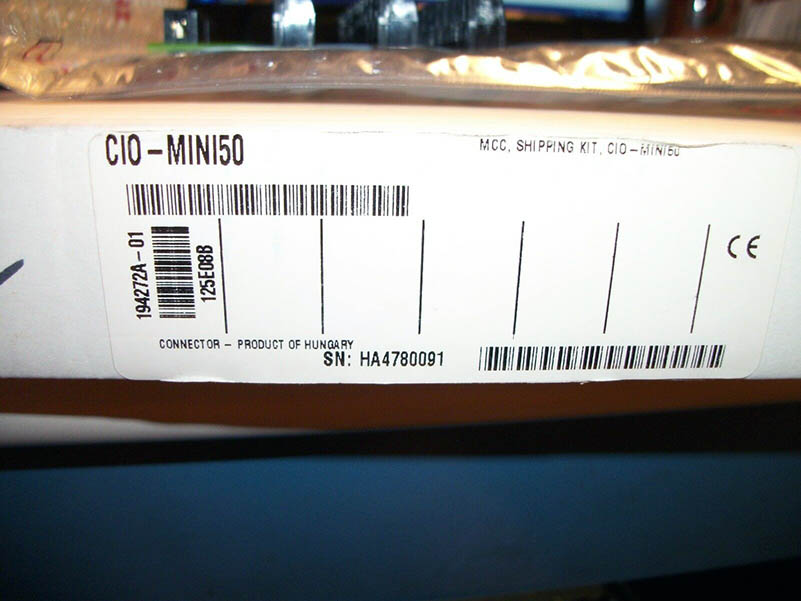 CIO-MINI50
MCC, SHIPPING KIT, CIO-MINI50
194272A-01
125E08B
CE
CONNECTOR - PRODUCT OF HUNGARY
SN: HA4780091